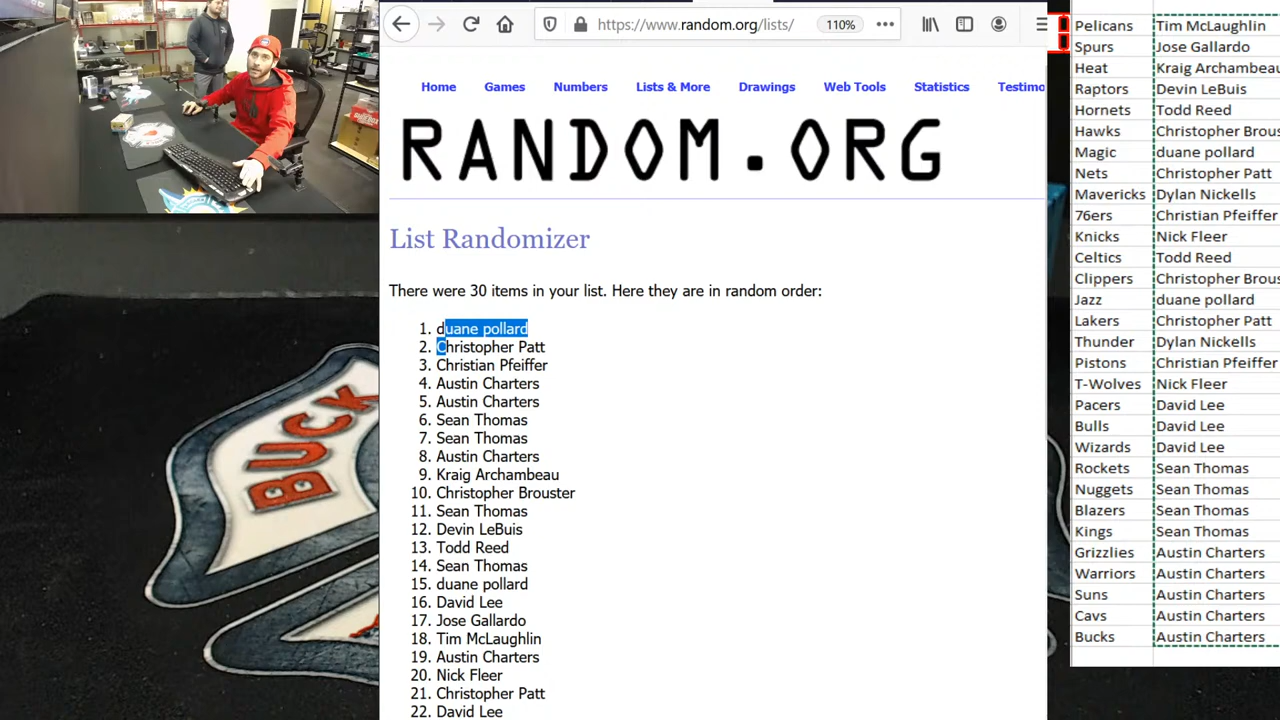 https://www.random.org/lists/
110%
Home Games Numbers Lists & More Drawings Web Tools Statistics Testimo
RANDOM.ORG
List Randomizer
There were 30 items in your list. Here they are in random order:
1. duane pollard
2. Christopher Patt
3. Christian Pfeiffer
4. Austin Charters
5. Austin Charters
6. Sean Thomas
7. Sean Thomas
8. Austin Charters
9. Kraig Archambeau
10. Christopher Brouster
11. Sean Thomas
12. Devin LeBuis
13. Todd Reed
14. Sean Thomas
15. duane pollard
16. David Lee
17. Jose Gallardo
18. Tim McLaughlin
19. Austin Charters
20. Nick Fleer
21. Christopher Patt
22. David Lee
Pelicans Tim McLaughlin
Spurs Jose Gallardo
Heat Kraig Archambeau
Raptors Devin LeBuis
Hornets Todd Reed
Hawks Christopher Brous
Magic duane pollard
Nets Christopher Patt
Mavericks Dylan Nickells
76ers Christian Pfeiffer
Knicks Nick Fleer
Celtics Todd Reed
Clippers Christopher Brous
Jazz duane pollard
Lakers Christopher Patt
Thunder Dylan Nickells
Pistons Christian Pfeiffer
T-Wolves Nick Fleer
Pacers David Lee
Bulls David Lee
Wizards David Lee
Rockets Sean Thomas
Nuggets Sean Thomas
Blazers Sean Thomas
Kings Sean Thomas
Grizzlies Austin Charters
Warriors Austin Charters
Suns Austin Charters
Cavs Austin Charters
Bucks Austin Charters
BUCK